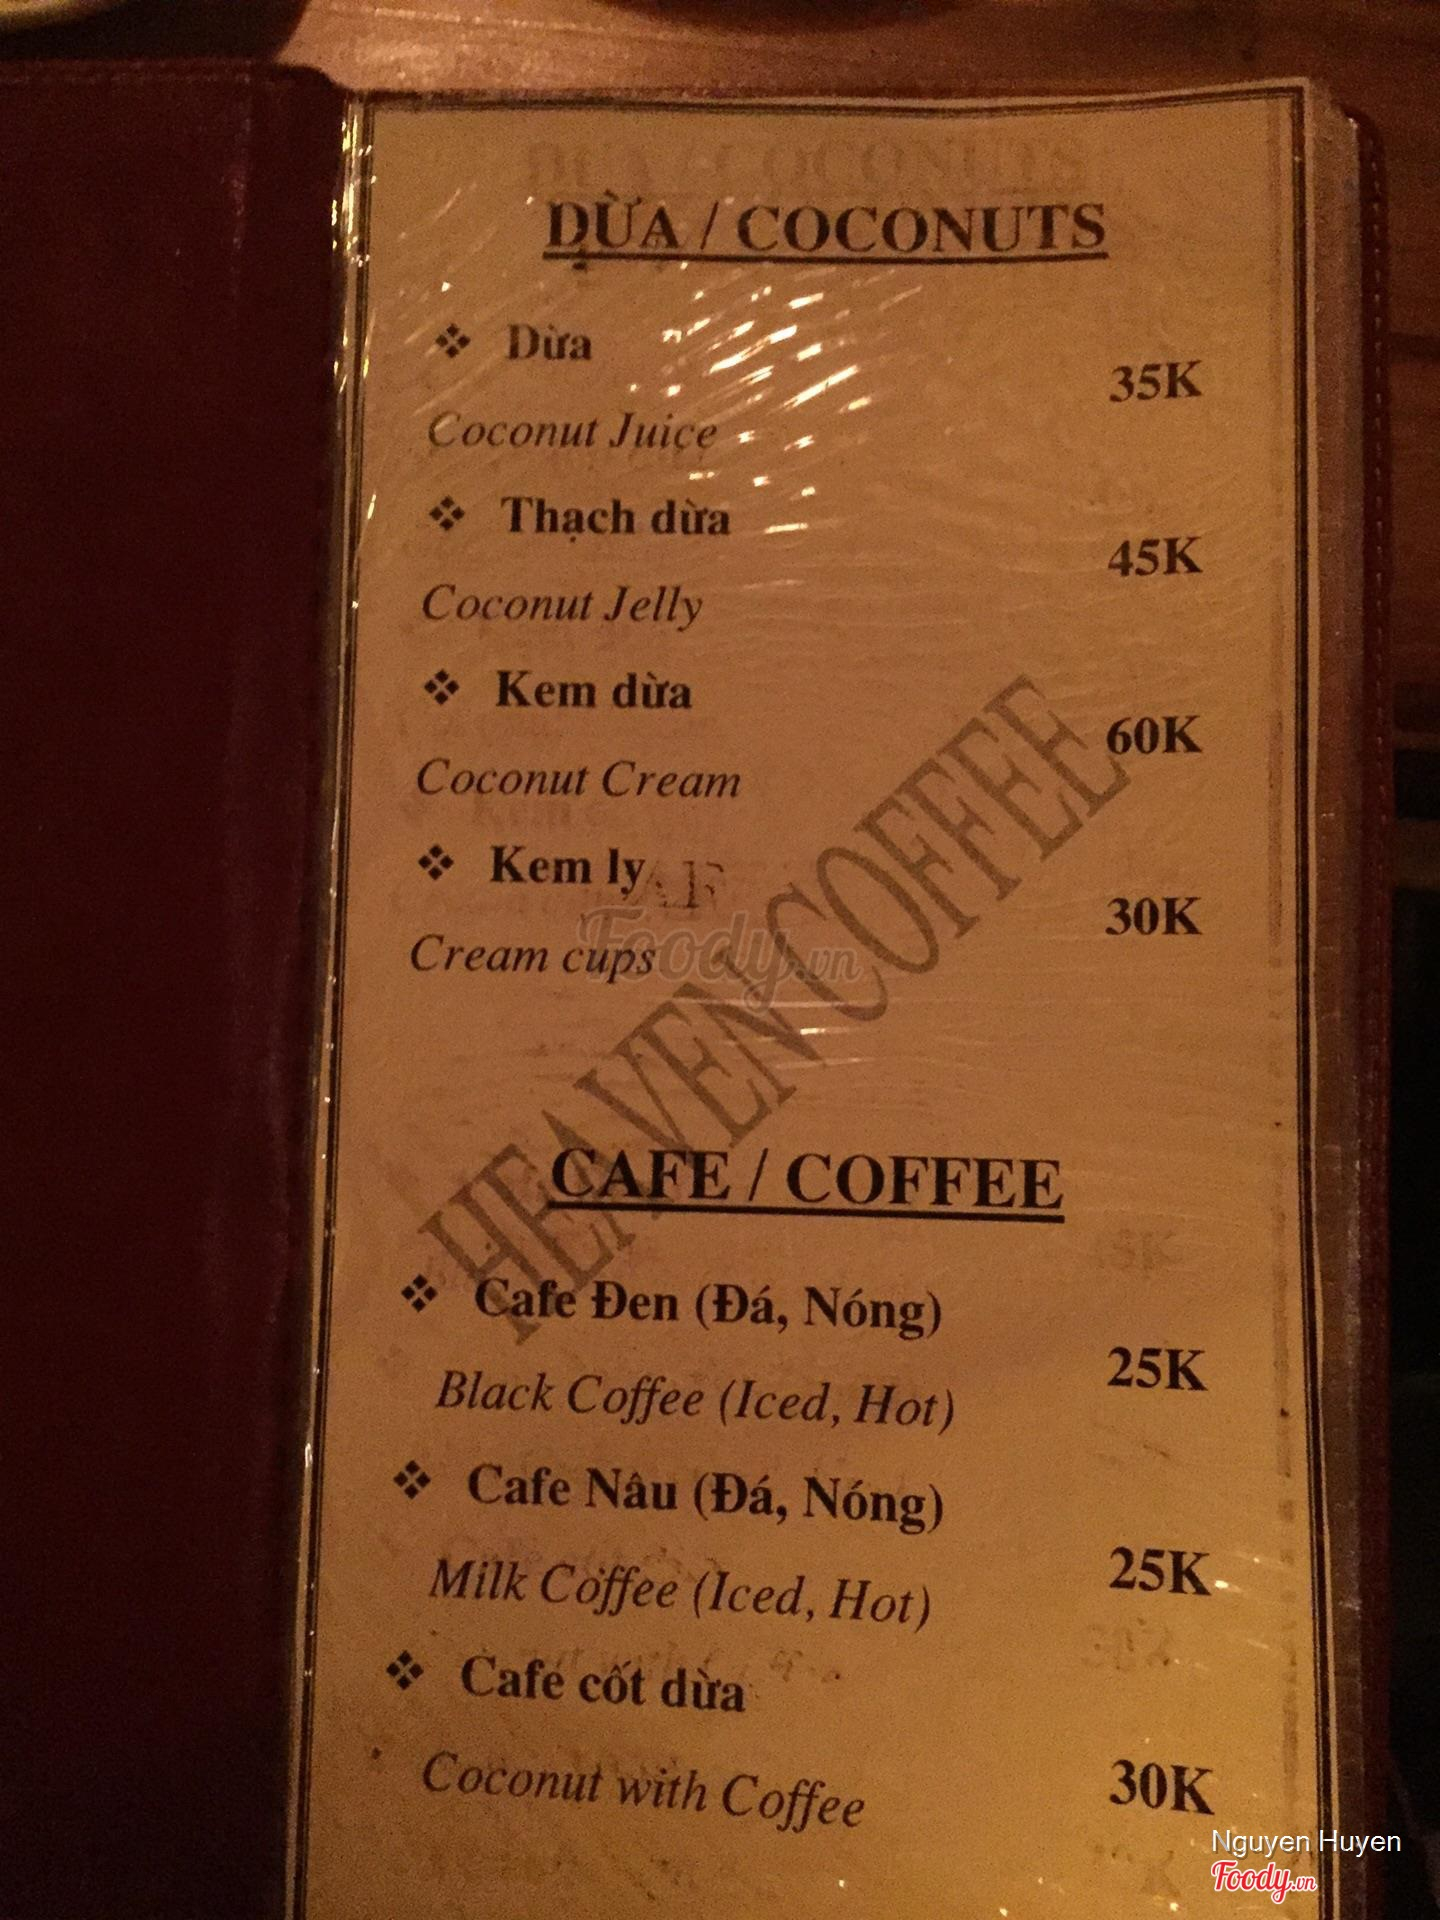 DỪA / COCONUTS
❖ Dừa
35K
Coconut Juice
❖ Thạch dừa
45K
Coconut Jelly
❖ Kem dừa
60K
Coconut Cream
❖ Kem ly
30K
Cream cups
Foody.vn
HEAVEN COFFEE
CAFE / COFFEE
❖ Cafe Đen (Đá, Nóng)
25K
Black Coffee (Iced, Hot)
❖ Cafe Nâu (Đá, Nóng)
25K
Milk Coffee (Iced, Hot)
❖ Cafe cốt dừa
30K
Coconut with Coffee
Nguyen Huyen
Foody.vn